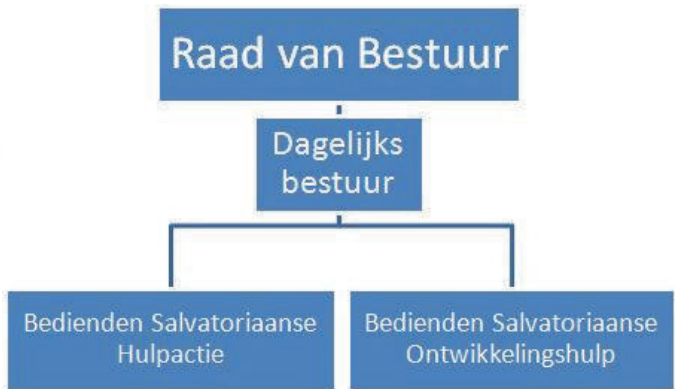 Raad van Bestuur
Dagelijks
bestuur
Bedienden Salvatoriaanse
Hulpactie
Bedienden Salvatoriaanse
Ontwikkelingshulp